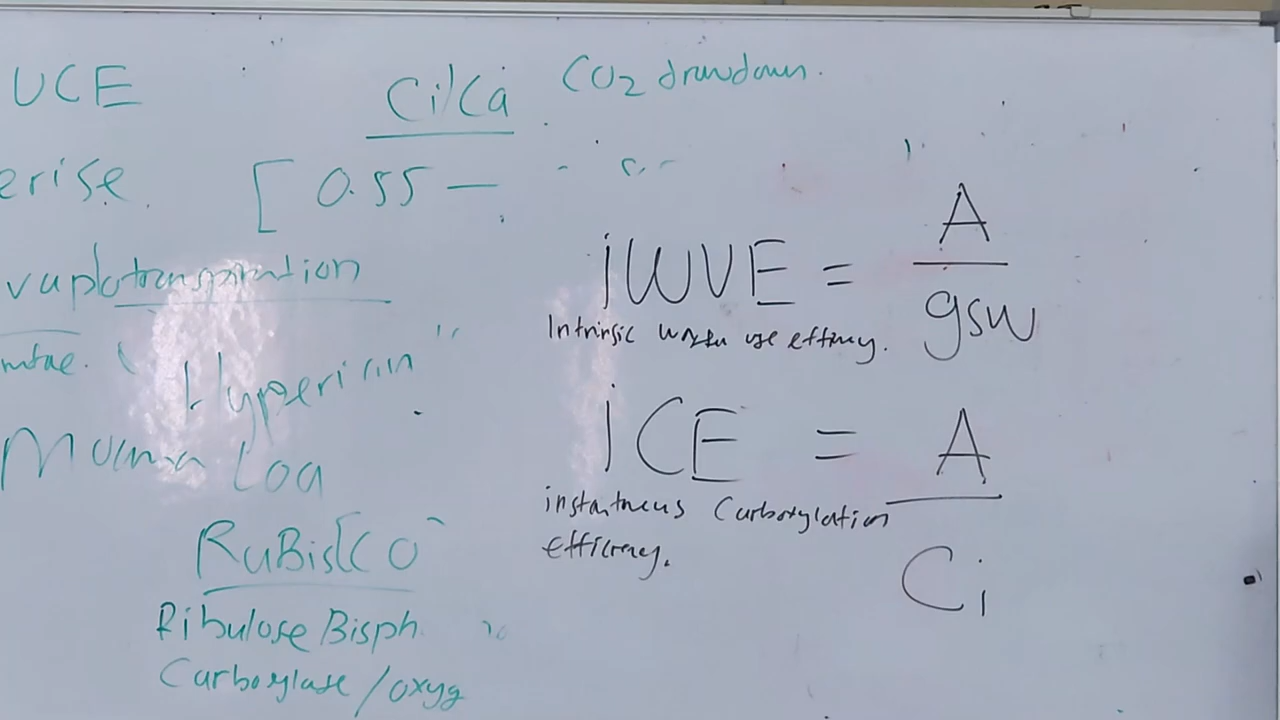 UCE
Ci/Ca CO2 drawdown.
erise.
[ 0.55 —
vapotranspiration
Hypericin
Mauna Loa
RuBisCO
Ribulose Bisph.
Carboxylase / oxyg
iWUE = A / gsw
Intrinsic water use efficency.
iCE = A / Ci
instantneus Carboxylation
efficency.